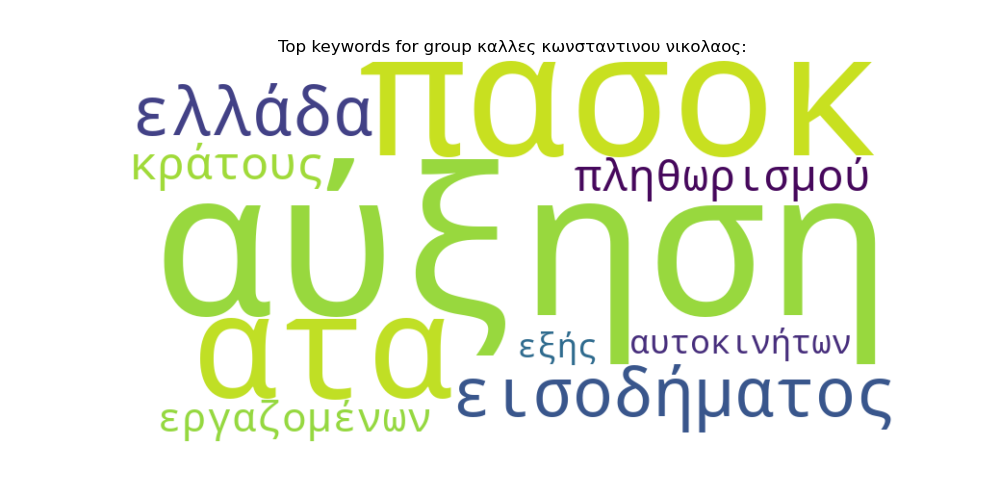 Top keywords for group καλλες κωνσταντινου νικολαος:
πασοκ
ελλάδα
κράτους
πληθωρισμού
αύξηση
ατα
εξής
αυτοκινήτων
εισοδήματος
εργαζομένων